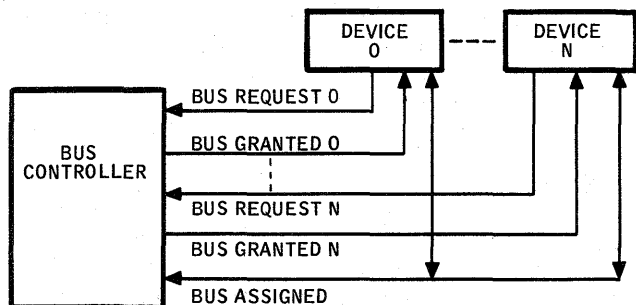 DEVICE
0
DEVICE
N
BUS REQUEST 0
BUS GRANTED 0
BUS
CONTROLLER
BUS REQUEST N
BUS GRANTED N
BUS ASSIGNED